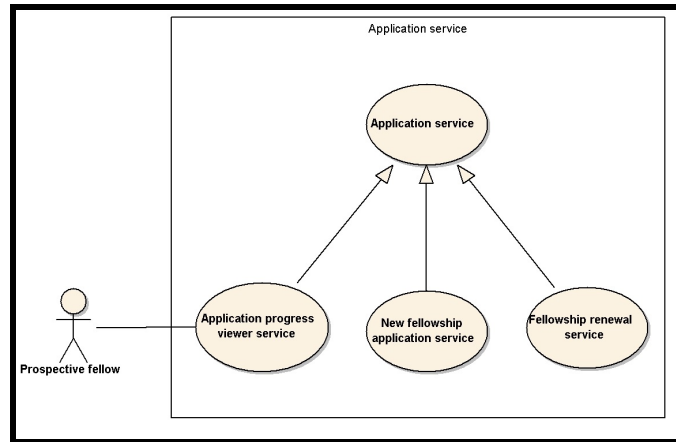 Application service
Application service
Application progress
viewer service
New fellowship
application service
Fellowship renewal
service
Prospective fellow